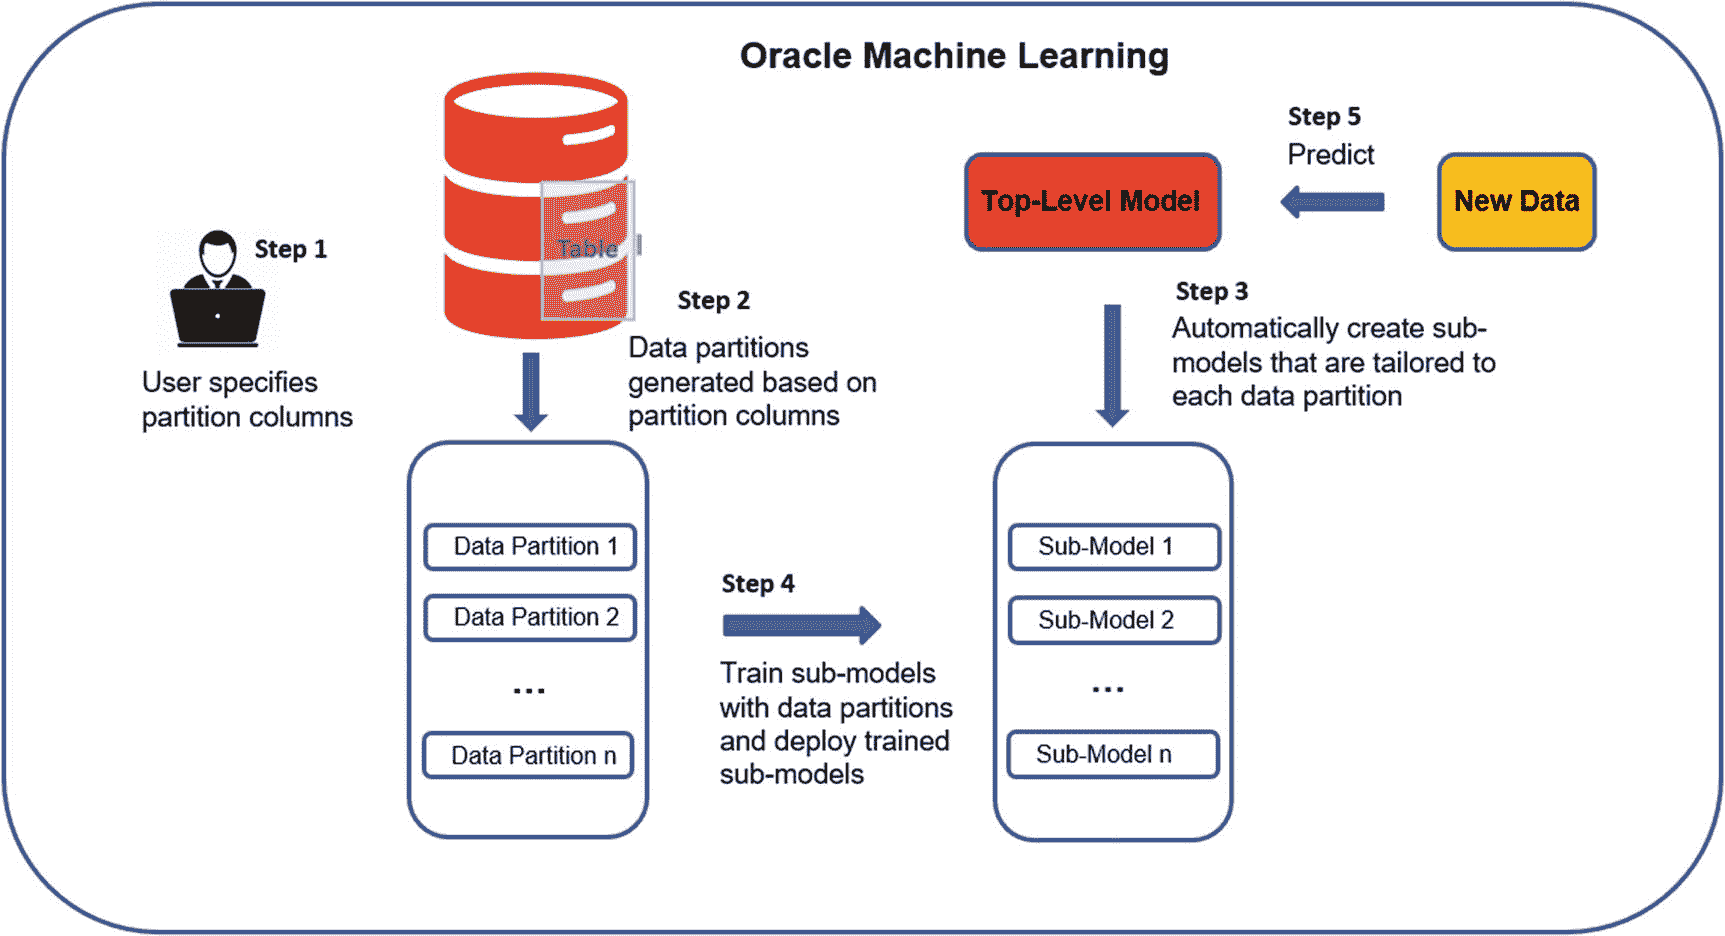 Oracle Machine Learning
Step 1
User specifies
partition columns
Table
Step 2
Data partitions
generated based on
partition columns
Data Partition 1
Data Partition 2
...
Data Partition n
Step 4
Train sub-models
with data partitions
and deploy trained
sub-models
Step 5
Predict
Top-Level Model
New Data
Step 3
Automatically create sub-
models that are tailored to
each data partition
Sub-Model 1
Sub-Model 2
...
Sub-Model n